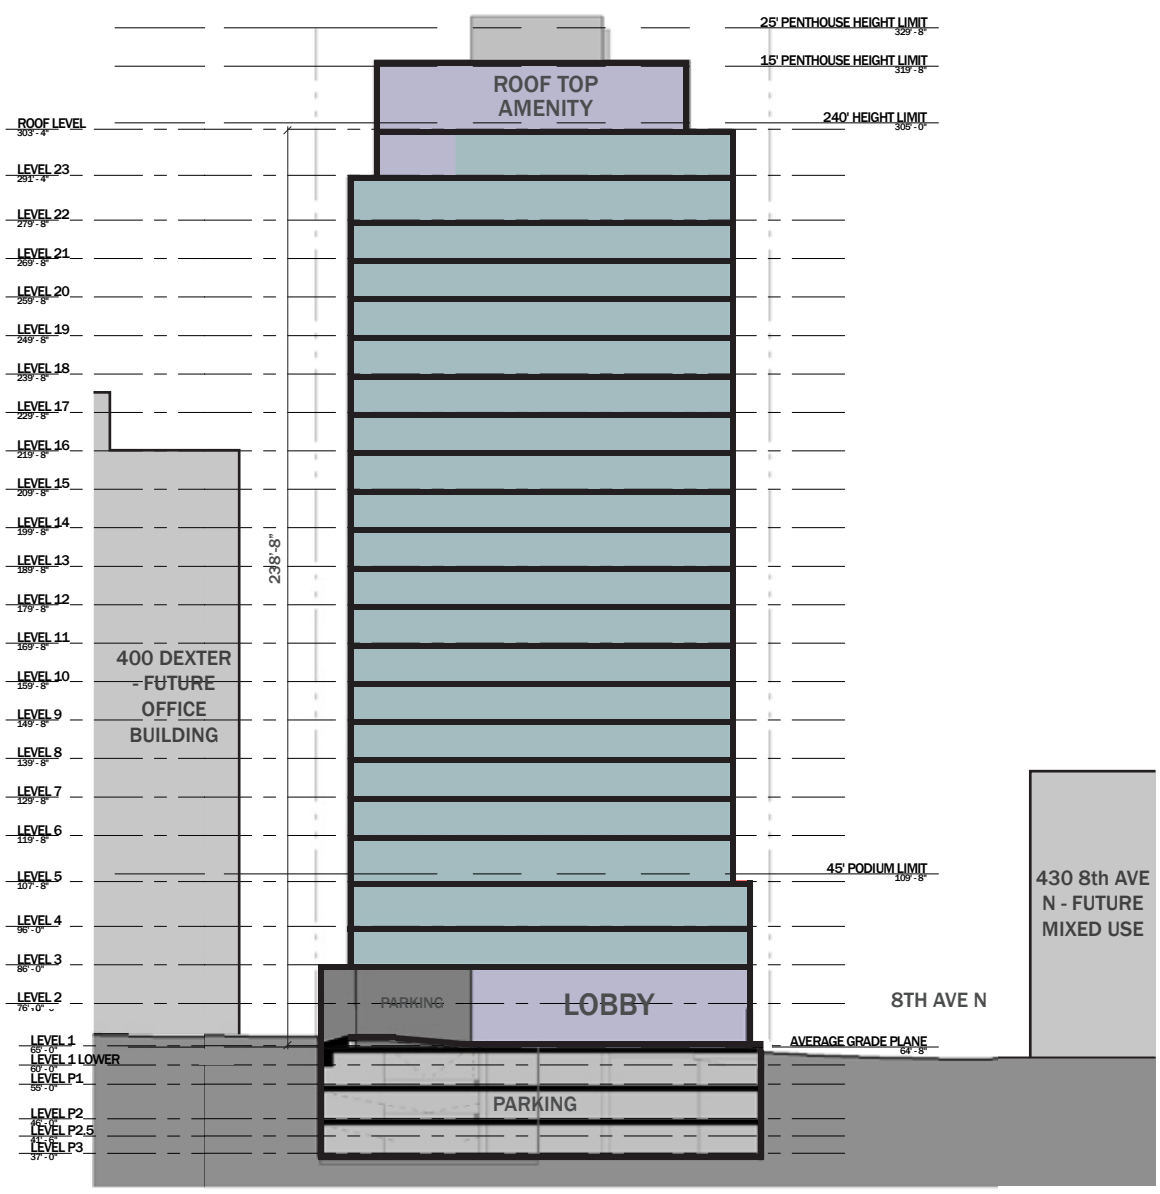 25' PENTHOUSE HEIGHT LIMIT
329'-8"
15' PENTHOUSE HEIGHT LIMIT
319'-8"
ROOF TOP
AMENITY
240' HEIGHT LIMIT
305'-0"
ROOF LEVEL
303'-4"
LEVEL 23
291'-4"
LEVEL 22
279'-8"
LEVEL 21
269'-8"
LEVEL 20
259'-8"
LEVEL 19
249'-8"
LEVEL 18
239'-8"
LEVEL 17
229'-8"
LEVEL 16
219'-8"
LEVEL 15
209'-8"
LEVEL 14
199'-8"
238'-8"
LEVEL 13
189'-8"
LEVEL 12
179'-8"
LEVEL 11
169'-8"
400 DEXTER
- FUTURE
OFFICE
BUILDING
LEVEL 10
159'-8"
LEVEL 9
149'-8"
LEVEL 8
139'-8"
LEVEL 7
129'-8"
LEVEL 6
119'-8"
LEVEL 5
107'-8"
45' PODIUM LIMIT
109'-8"
430 8th AVE
N - FUTURE
MIXED USE
LEVEL 4
96'-0"
LEVEL 3
86'-0"
LEVEL 2
76'-0"
PARKING
LOBBY
8TH AVE N
LEVEL 1
65'-0"
AVERAGE GRADE PLANE
64'-8"
LEVEL 1 LOWER
60'-0"
LEVEL P1
55'-0"
PARKING
LEVEL P2
46'-0"
LEVEL P2.5
41'-6"
LEVEL P3
37'-0"